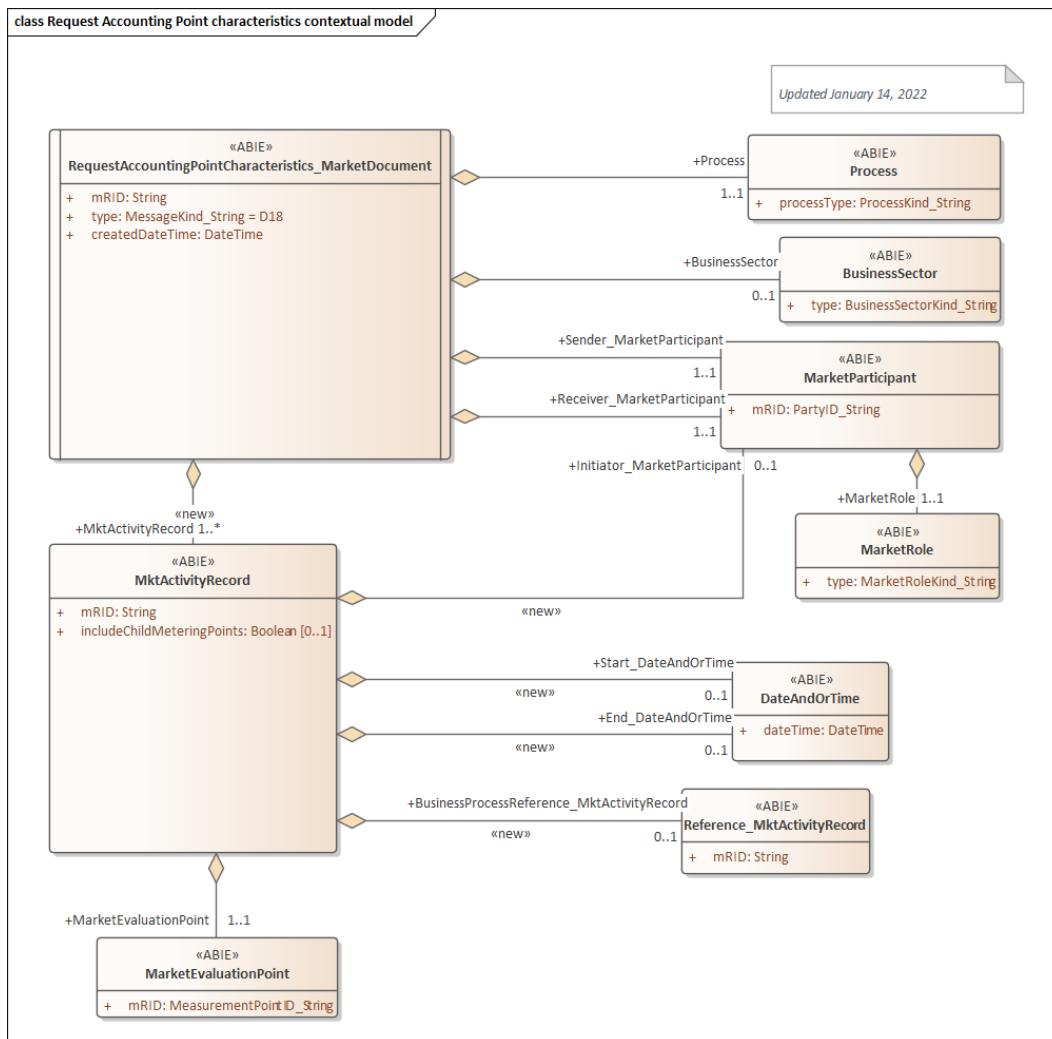 class Request Accounting Point characteristics contextual model
Updated January 14, 2022
«ABIE»
RequestAccountingPointCharacteristics_MarketDocument
+ mRID: String
+ type: MessageKind_String = D18
+ createdDateTime: DateTime
+Process
1..1
«ABIE»
Process
+ processType: ProcessKind_String
+BusinessSector
0..1
«ABIE»
BusinessSector
+ type: BusinessSectorKind_String
+Sender_MarketParticipant
1..1
+Receiver_MarketParticipant
1..1
«ABIE»
MarketParticipant
+ mRID: PartyID_String
+Initiator_MarketParticipant 0..1
+MarketRole 1..1
«ABIE»
MarketRole
+ type: MarketRoleKind_String
«new»
+MktActivityRecord 1..*
«ABIE»
MktActivityRecord
+ mRID: String
+ includeChildMeteringPoints: Boolean [0..1]
«new»
+Start_DateAndOrTime
«new»
0..1
+End_DateAndOrTime
«new»
0..1
«ABIE»
DateAndOrTime
+ dateTime: DateTime
+BusinessProcessReference_MktActivityRecord
«new»
0..1
«ABIE»
Reference_MktActivityRecord
+ mRID: String
+MarketEvaluationPoint 1..1
«ABIE»
MarketEvaluationPoint
+ mRID: MeasurementPointID_String